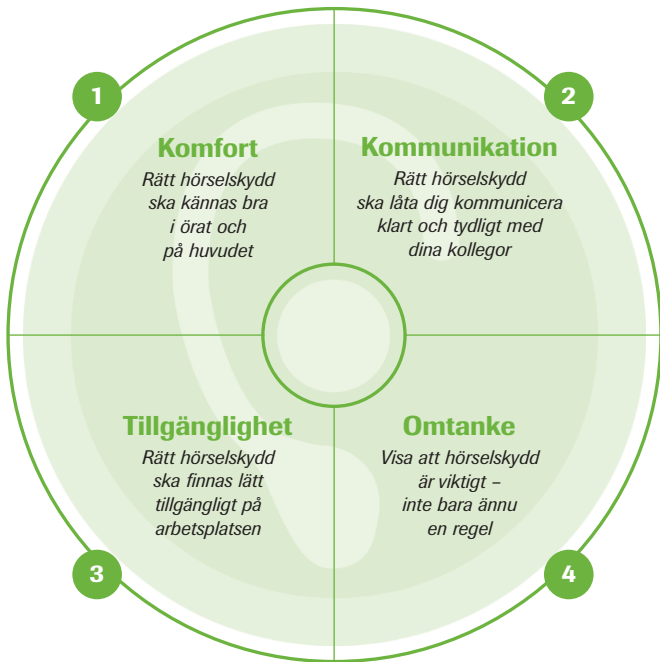 1
Komfort
Rätt hörselskydd
ska kännas bra
i örat och
på huvudet
2
Kommunikation
Rätt hörselskydd
ska låta dig kommunicera
klart och tydligt med
dina kollegor
3
Tillgänglighet
Rätt hörselskydd
ska finnas lätt
tillgängligt på
arbetsplatsen
4
Omtanke
Visa att hörselskydd
är viktigt –
inte bara ännu
en regel